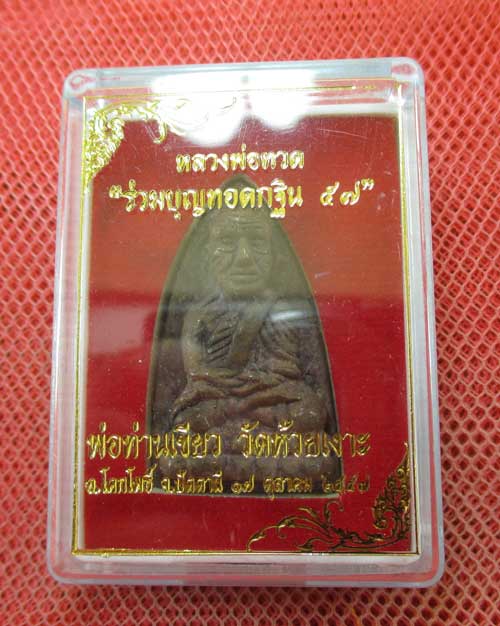 หลวงพ่อทวด
"ร่วมบุญทอดกฐิน ๕๗"
พ่อท่านเขียว วัดห้วยเงาะ
อ.โคกโพธิ์ จ.ปัตตานี ๑๗ ตุลาคม ๒๕๕๗